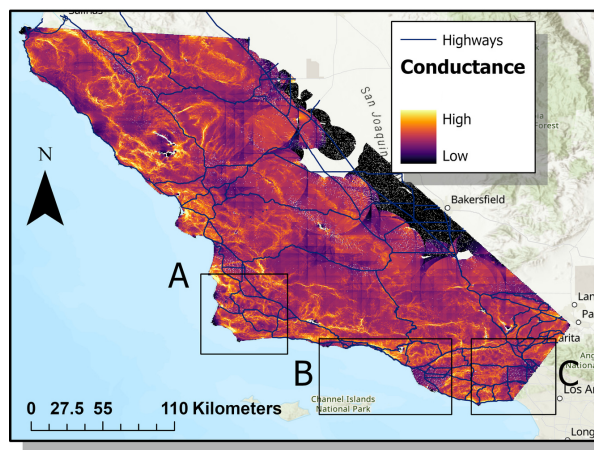 Salinas
Highways
Conductance
High
Low
San Joaquin
Forest
Bakersfield
N
A
B
C
Channel Islands
National Park
Los An
Long
0 27.5 55 110 Kilometers